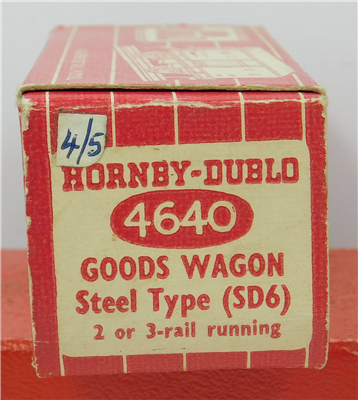 4/5
HORNBY-DUBLO
4640
GOODS WAGON
Steel Type (SD6)
2 or 3-rail running